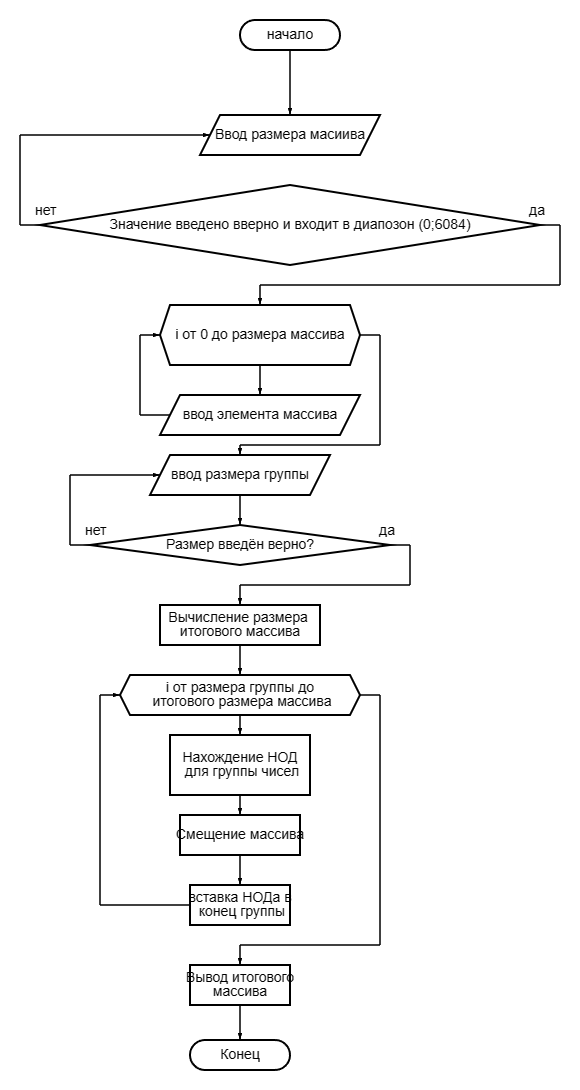 начало
Ввод размера масиива
нет
да
Значение введено вверно и входит в диапозон (0;6084)
i от 0 до размера массива
ввод элемента массива
ввод размера группы
нет
да
Размер введён верно?
Вычисление размера
итогового массива
i от размера группы до
итогового размера массива
Нахождение НОД
для группы чисел
Смещение массива
вставка НОДа в
конец группы
Вывод итогового
массива
Конец